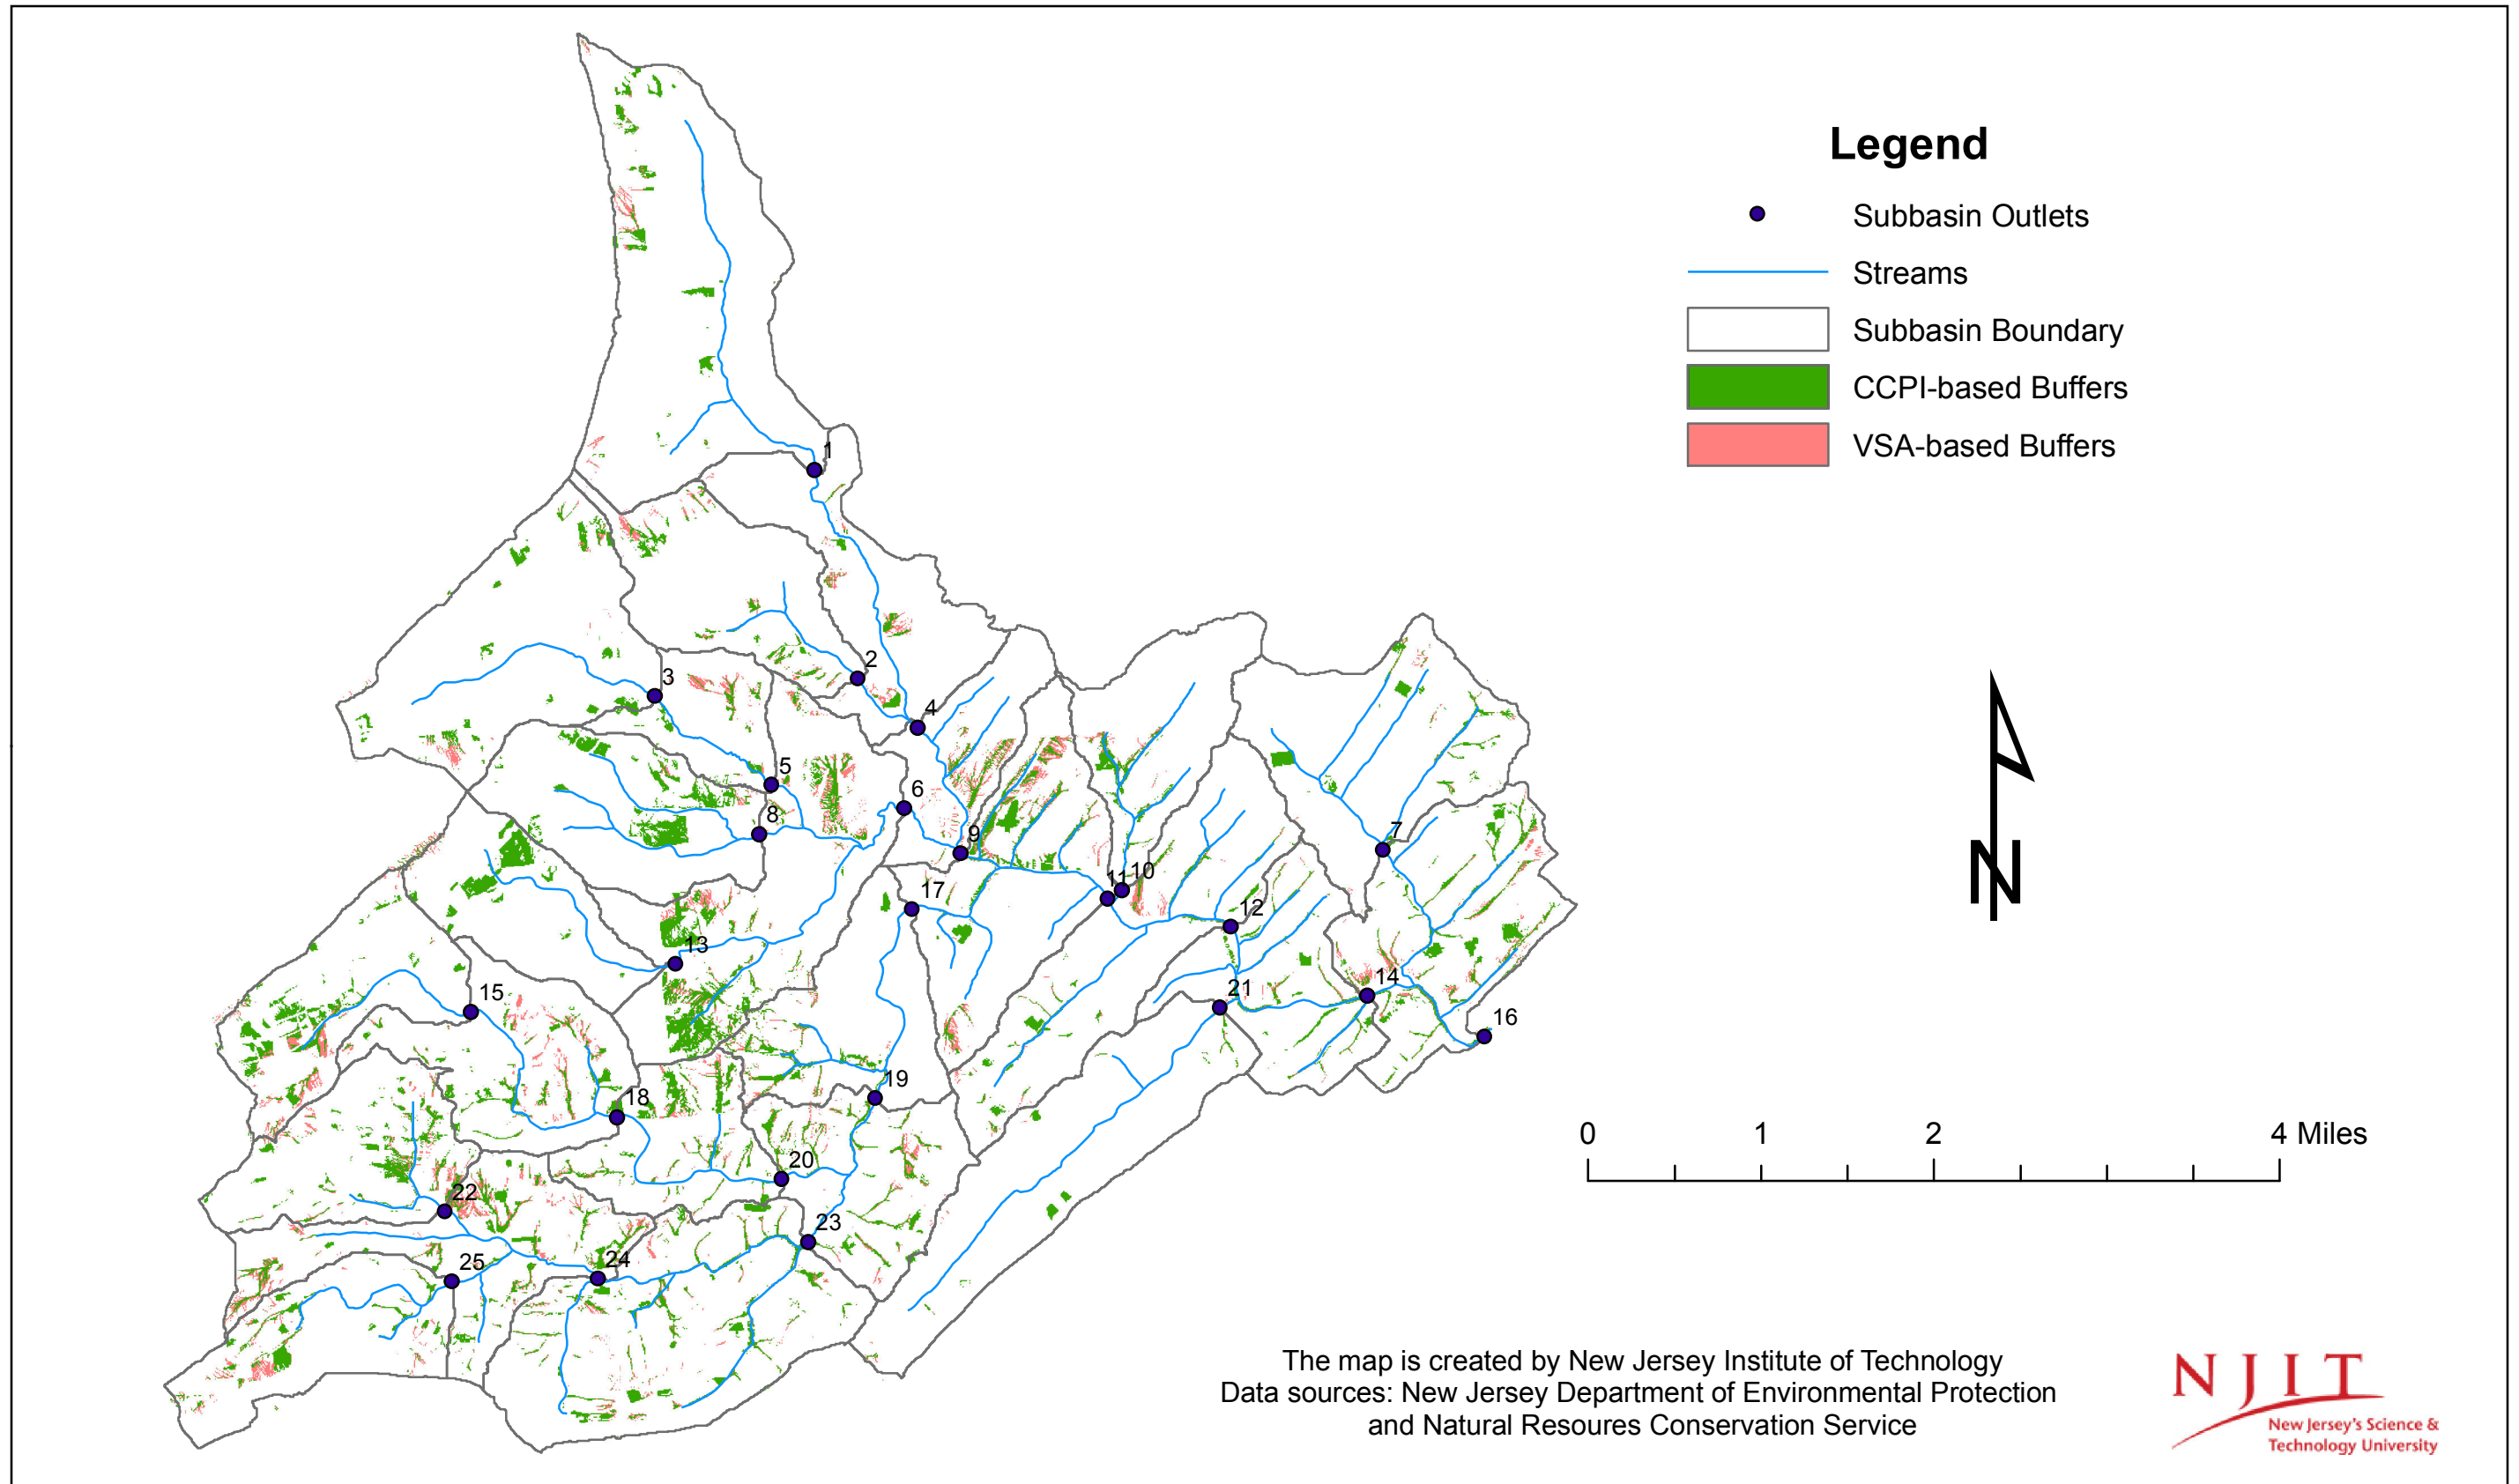 Legend
Subbasin Outlets
Streams
Subbasin Boundary
CCPI-based Buffers
VSA-based Buffers
1
2
3
4
5
6
7
8
9
10
11
12
13
14
15
16
17
18
19
20
21
22
23
24
25
N
0 1 2 4 Miles
The map is created by New Jersey Institute of Technology
Data sources: New Jersey Department of Environmental Protection
and Natural Resoures Conservation Service
NJIT
New Jersey's Science &
Technology University